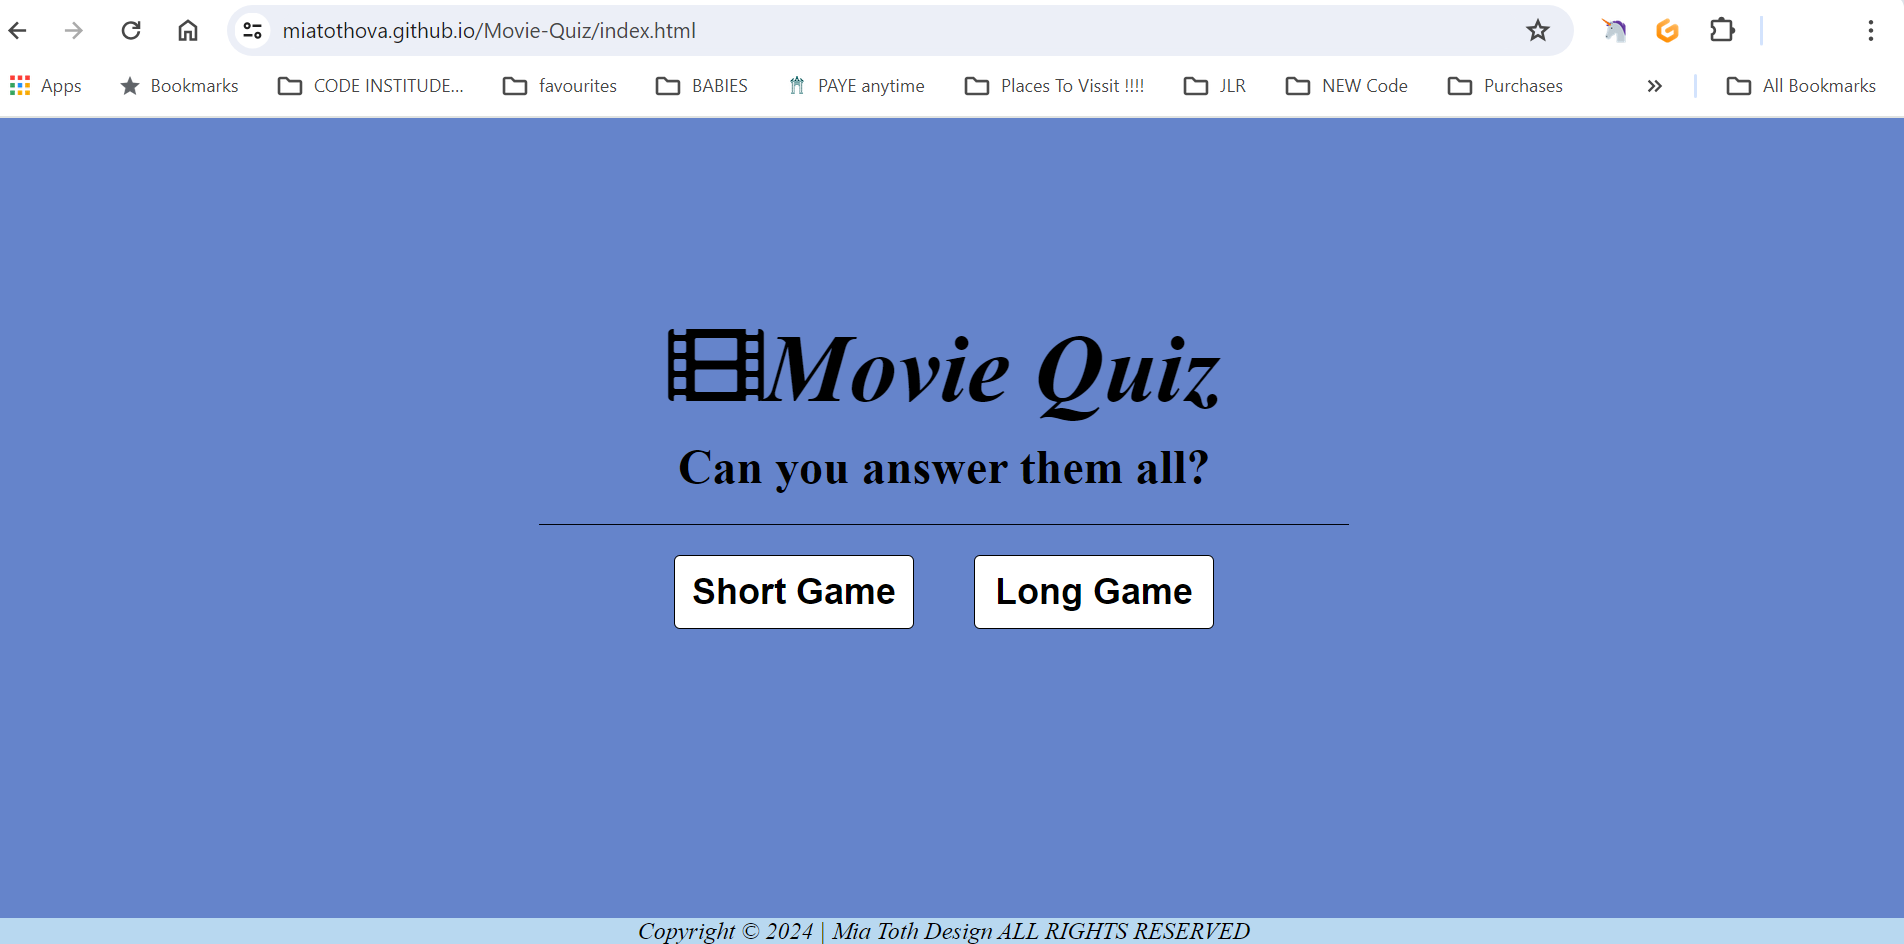 miatothova.github.io/Movie-Quiz/index.html
Apps Bookmarks CODE INSTITUDE... favourites BABIES PAYE anytime Places To Vissit !!!! JLR NEW Code Purchases » All Bookmarks
Movie Quiz
Can you answer them all?
Short Game Long Game
Copyright © 2024 | Mia Toth Design ALL RIGHTS RESERVED